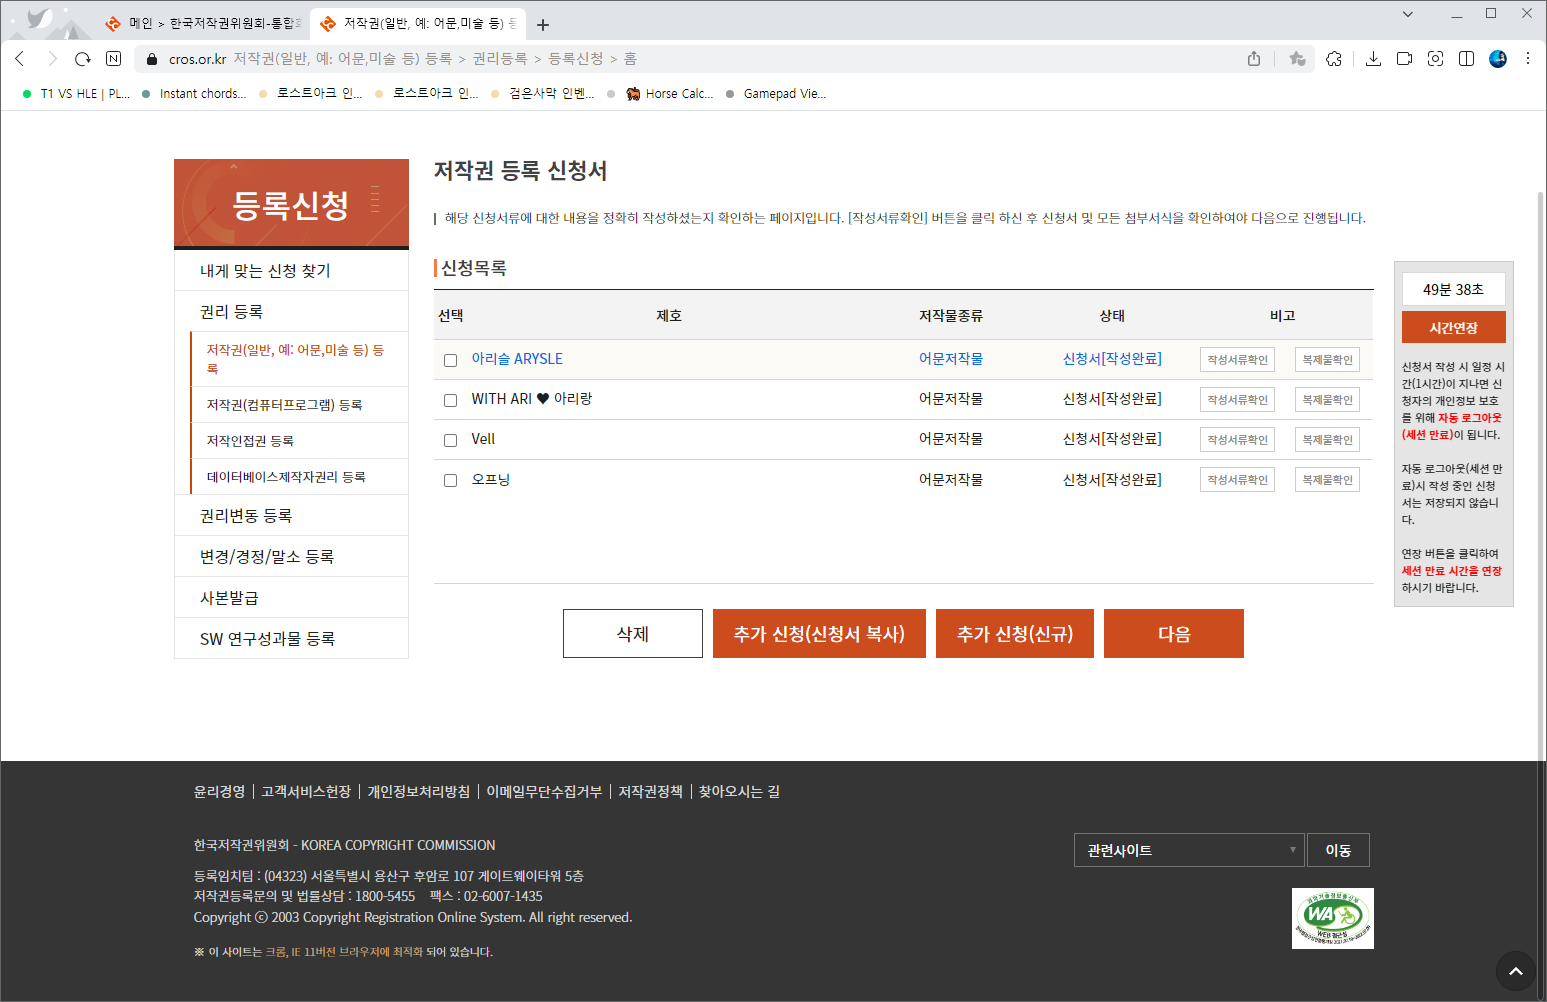 메인 > 한국저작권위원회-통합회
저작권(일반, 예: 어문,미술 등) 등
cros.or.kr 저작권(일반, 예: 어문,미술 등) 등록 > 권리등록 > 등록신청 > 홈
T1 VS HLE | PL...
Instant chords...
로스트아크 인...
로스트아크 인...
검은사막 인벤...
Horse Calc...
Gamepad Vie...
등록신청
내게 맞는 신청 찾기
권리 등록
저작권(일반, 예: 어문,미술 등) 등
록
저작권(컴퓨터프로그램) 등록
저작인접권 등록
데이터베이스제작자권리 등록
권리변동 등록
변경/경정/말소 등록
사본발급
SW 연구성과물 등록
저작권 등록 신청서
해당 신청서류에 대한 내용을 정확히 작성하셨는지 확인하는 페이지입니다. [작성서류확인] 버튼을 클릭 하신 후 신청서 및 모든 첨부서식을 확인하여야 다음으로 진행됩니다.
신청목록
선택 제호 저작물종류 상태 비고
아리슬 ARYSLE 어문저작물 신청서[작성완료] 작성서류확인 복제물확인
WITH ARI ♥ 아리랑 어문저작물 신청서[작성완료] 작성서류확인 복제물확인
Vell 어문저작물 신청서[작성완료] 작성서류확인 복제물확인
오프닝 어문저작물 신청서[작성완료] 작성서류확인 복제물확인
삭제 추가 신청(신청서 복사) 추가 신청(신규) 다음
49분 38초
시간연장
신청서 작성 시 일정 시
간(1시간)이 지나면 신
청자의 개인정보 보호
를 위해 자동 로그아웃
(세션 만료)이 됩니다.
자동 로그아웃(세션 만
료)시 작성 중인 신청
서는 저장되지 않습니
다.
연장 버튼을 클릭하여
세션 만료 시간을 연장
하시기 바랍니다.
윤리경영 | 고객서비스헌장 | 개인정보처리방침 | 이메일무단수집거부 | 저작권정책 | 찾아오시는 길
한국저작권위원회 - KOREA COPYRIGHT COMMISSION
등록임치팀 : (04323) 서울특별시 용산구 후암로 107 게이트웨이타워 5층
저작권등록문의 및 법률상담 : 1800-5455 팩스 : 02-6007-1435
Copyright ⓒ 2003 Copyright Registration Online System. All right reserved.
※ 이 사이트는 크롬, IE 11버전 브라우저에 최적화 되어 있습니다.
관련사이트
이동
과학기술정보통신부
WA
WEB 접근성